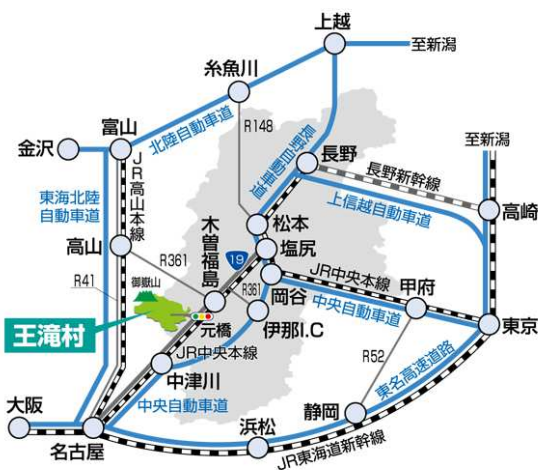 上越
至新潟
糸魚川
北陸自動車道
R148
長野自動車道
富山
金沢
長野
至新潟
長野新幹線
上信越自動車道
高崎
JR高山本線
東海北陸
自動車道
松本
塩尻
木曽福島
19
高山
R361
R41
御嶽山
R361
岡谷
JR中央本線
甲府
中央自動車道
王滝村
元橋
伊那I.C
東京
JR中央本線
R52
中津川
中央自動車道
東名高速道路
静岡
大阪
名古屋
浜松
JR東海道新幹線